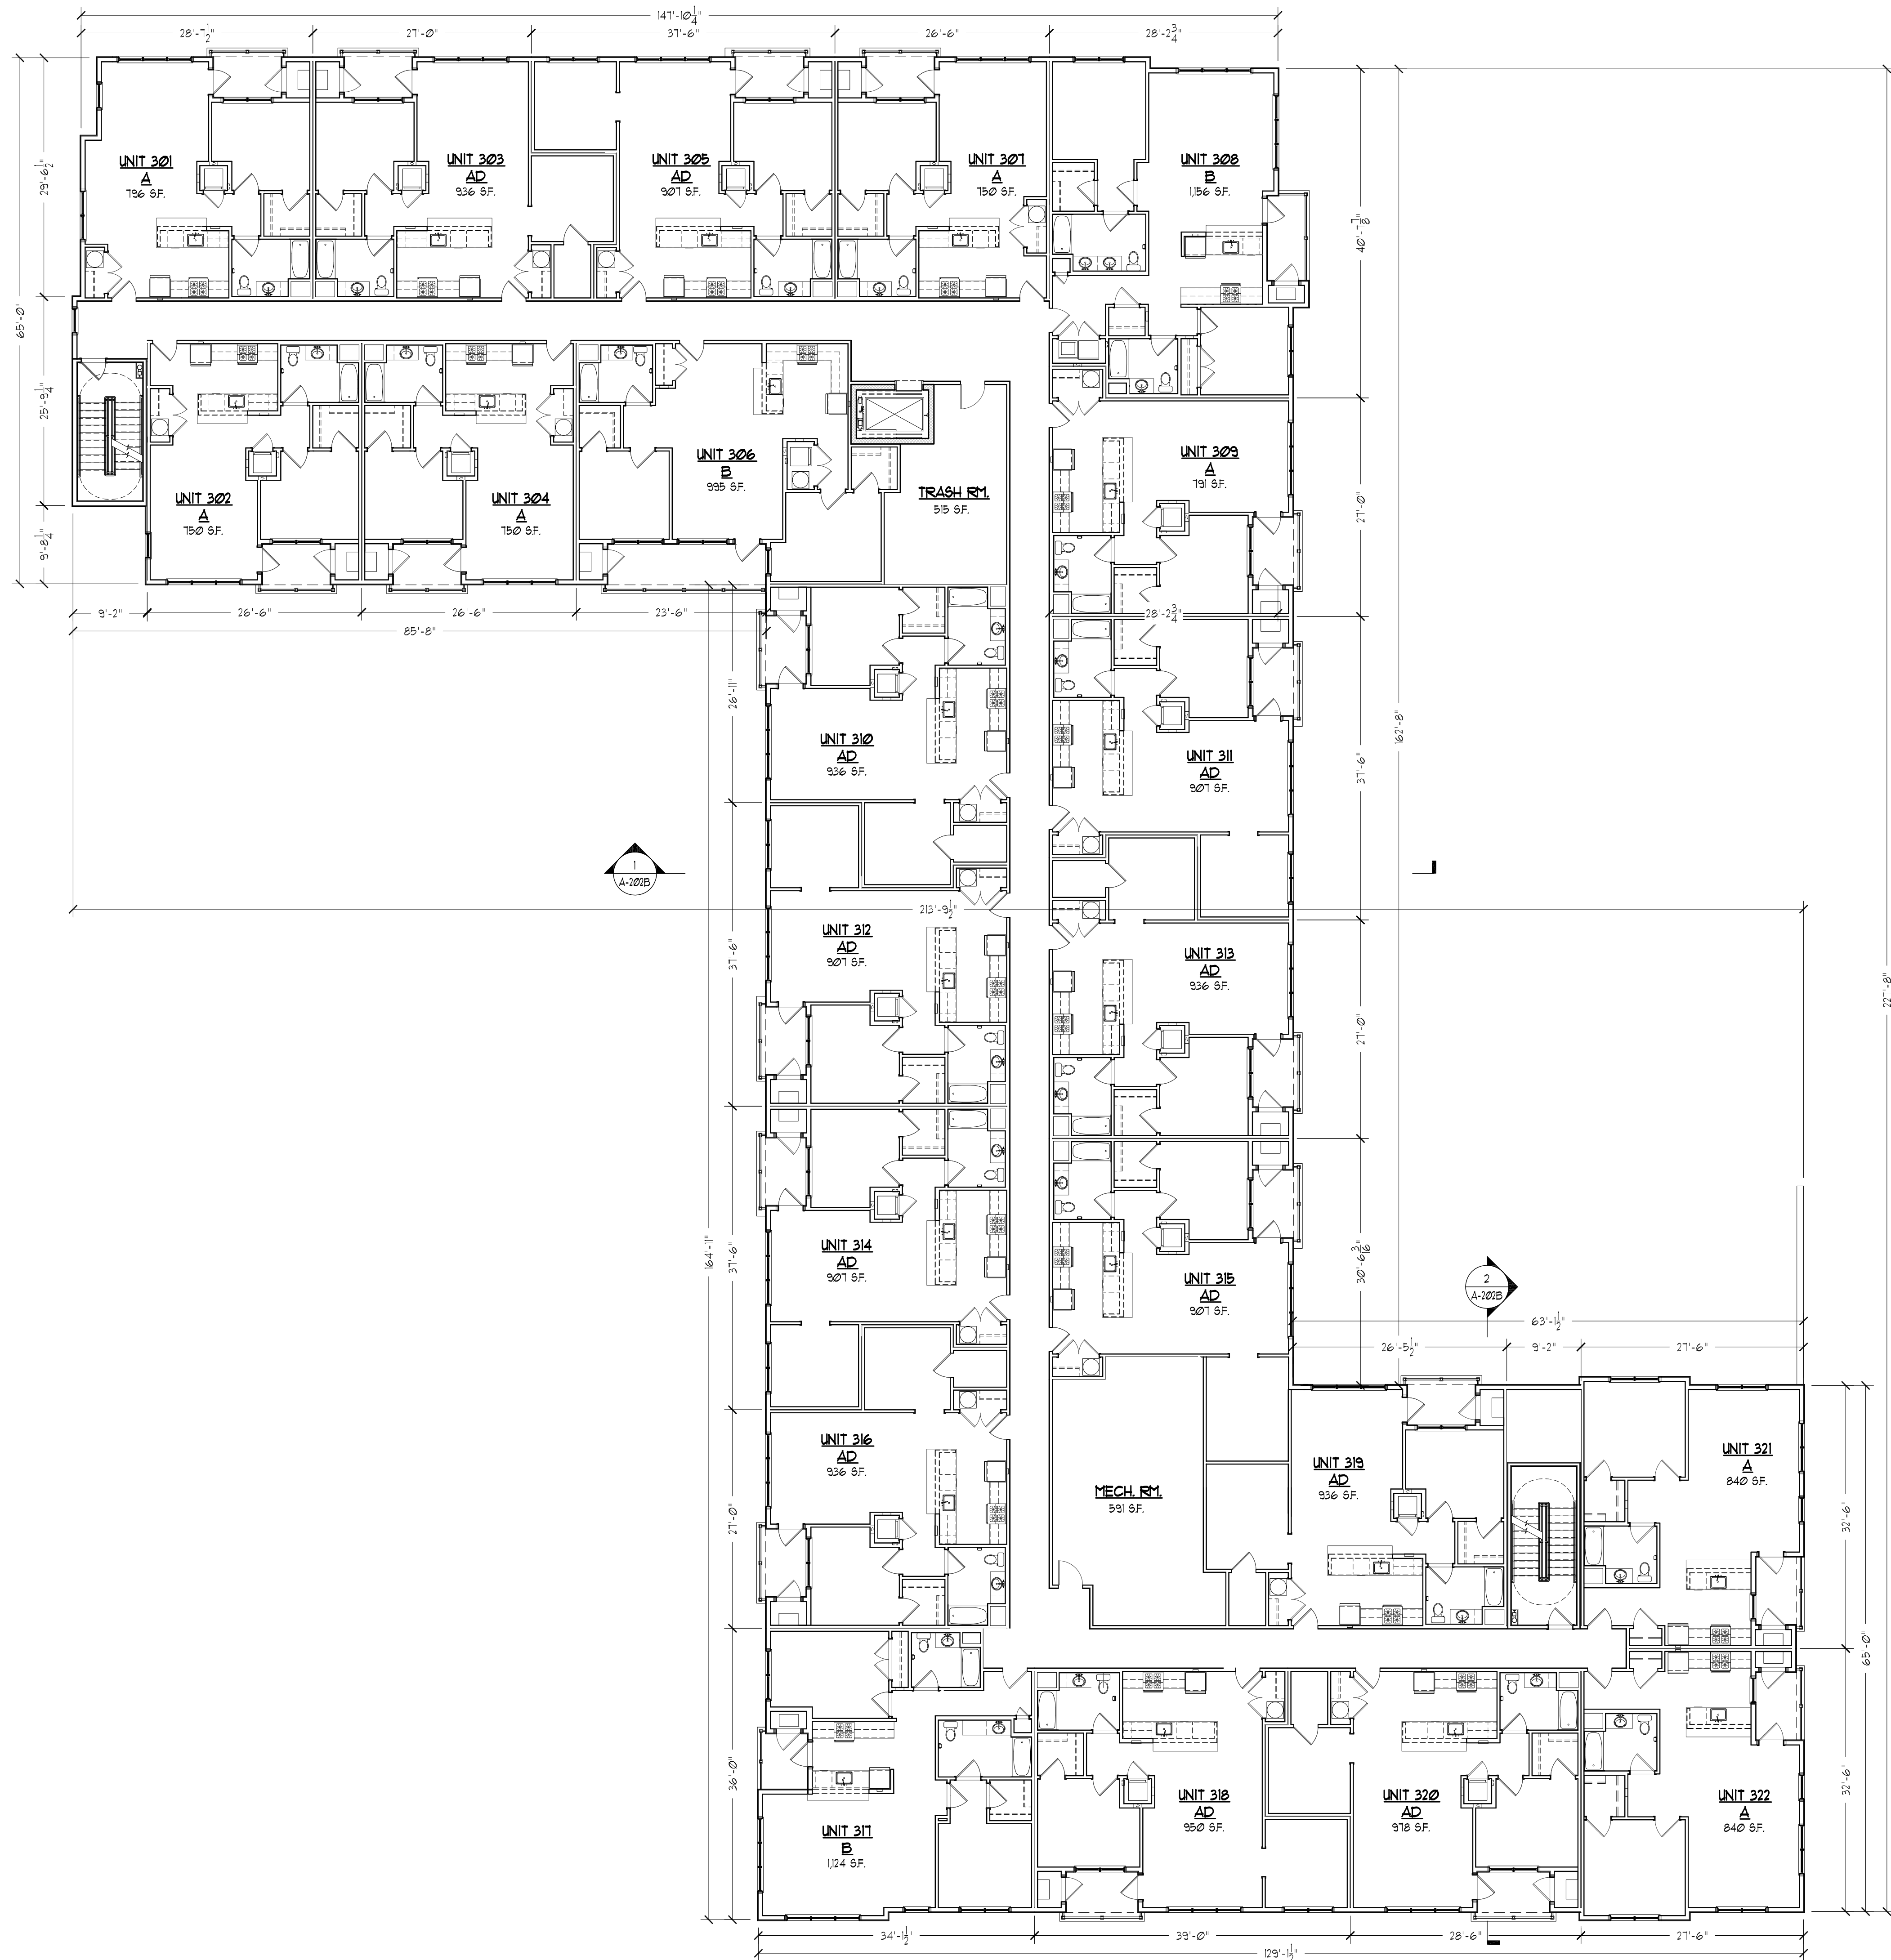 147'-10 1/4"
28'-7 1/2"
27'-0"
37'-6"
26'-6"
28'-2 3/4"
UNIT 301
A
796 S.F.
UNIT 303
AD
936 S.F.
UNIT 305
AD
907 S.F.
UNIT 307
A
750 S.F.
UNIT 308
B
1,156 S.F.
29'-6 1/2"
65'-0"
25'-9 1/4"
9'-8 1/4"
40'-7 7/8"
UNIT 302
A
750 S.F.
UNIT 304
A
750 S.F.
UNIT 306
B
995 S.F.
TRASH RM.
515 S.F.
UNIT 309
A
791 S.F.
27'-0"
9'-2"
26'-6"
26'-6"
23'-6"
28'-2 3/4"
85'-8"
26'-11"
UNIT 310
AD
936 S.F.
UNIT 311
AD
907 S.F.
37'-6"
162'-8"
1
A-202B
213'-9 1/2"
UNIT 312
AD
907 S.F.
37'-6"
UNIT 313
AD
936 S.F.
27'-0"
227'-8"
164'-11"
37'-6"
UNIT 314
AD
907 S.F.
UNIT 315
AD
907 S.F.
30'-6 3/16"
2
A-202B
63'-1 1/2"
26'-5 1/2"
9'-2"
27'-6"
UNIT 316
AD
936 S.F.
27'-0"
MECH. RM.
591 S.F.
UNIT 319
AD
936 S.F.
UNIT 321
A
840 S.F.
32'-6"
65'-0"
36'-0"
UNIT 317
B
1,124 S.F.
UNIT 318
AD
950 S.F.
UNIT 320
AD
978 S.F.
UNIT 322
A
840 S.F.
32'-6"
34'-1 1/2"
39'-0"
28'-6"
27'-6"
129'-1 1/2"